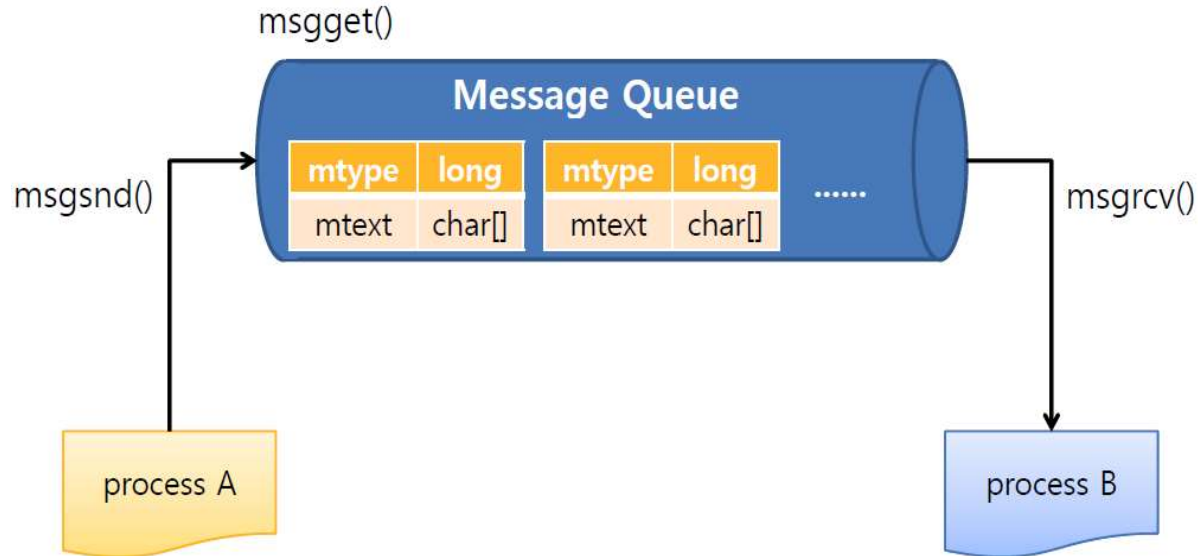 msgget()
Message Queue
mtype long mtype long
mtext char[] mtext char[]
......
msgsnd()
msgrcv()
process A
process B